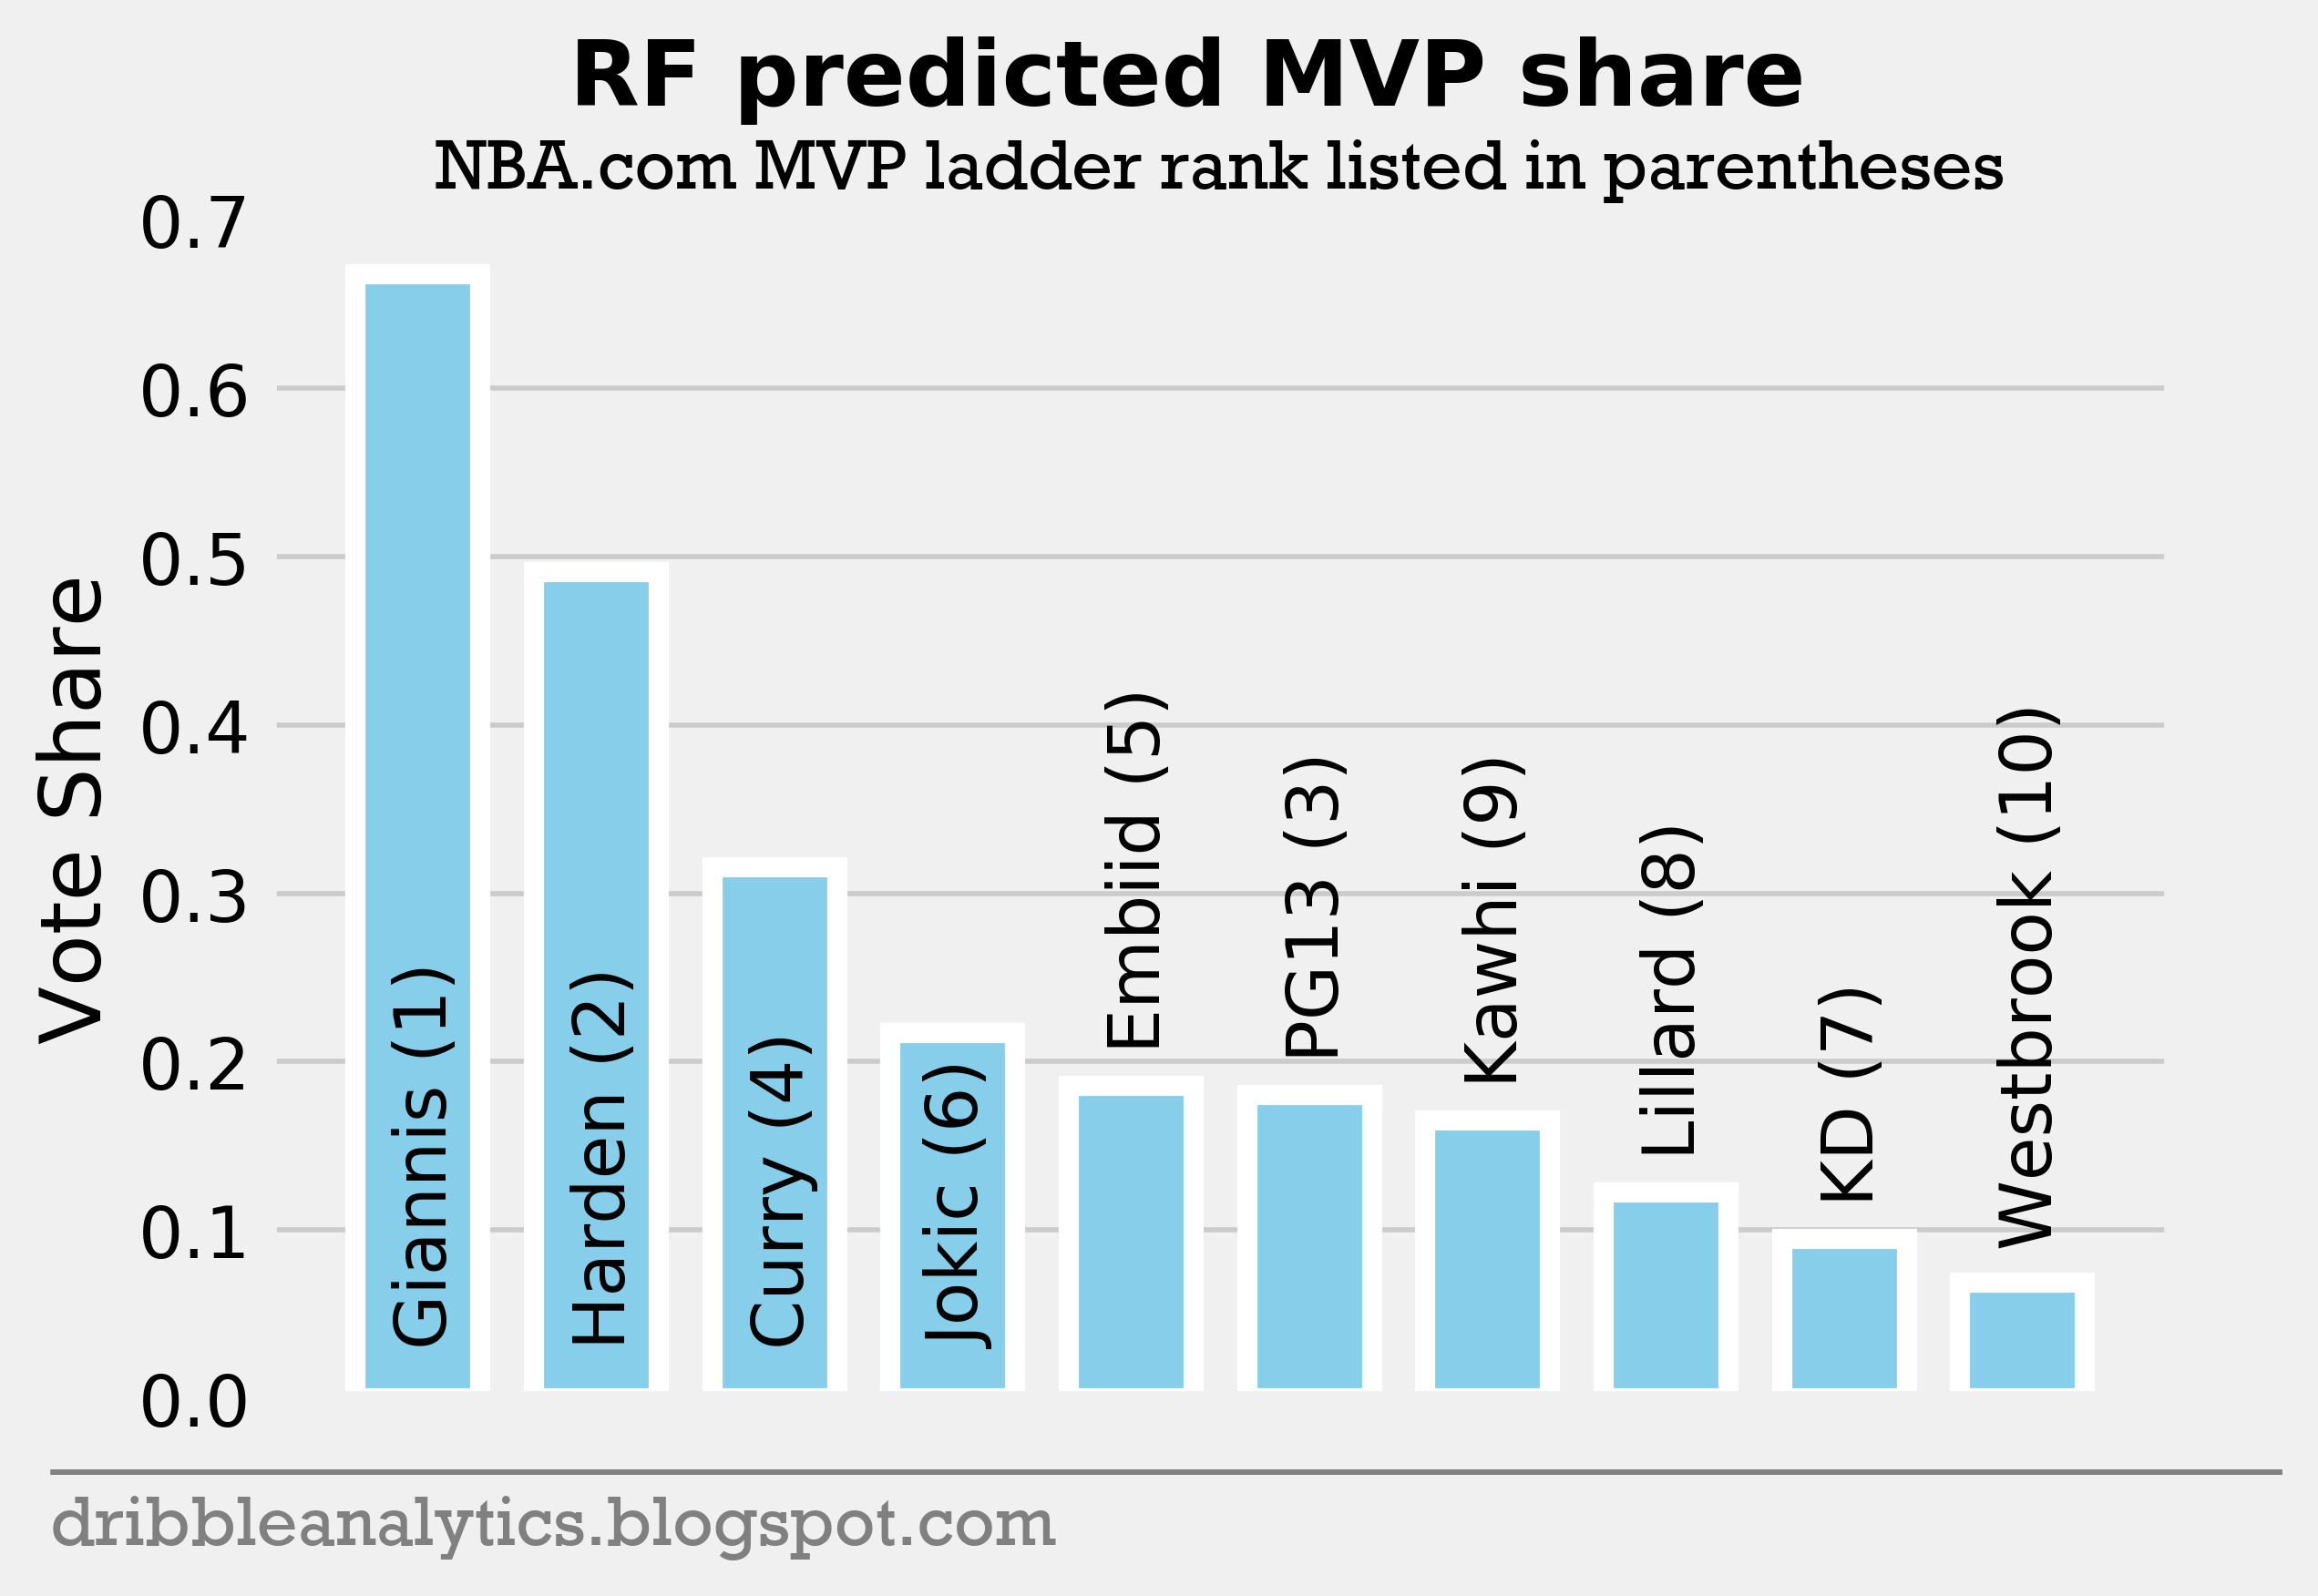 RF predicted MVP share
NBA.com MVP ladder rank listed in parentheses
Vote Share
0.7
0.6
0.5
0.4
0.3
0.2
0.1
0.0
Giannis (1)
Harden (2)
Curry (4)
Jokic (6)
Embiid (5)
PG13 (3)
Kawhi (9)
Lillard (8)
KD (7)
Westbrook (10)
dribbleanalytics.blogspot.com